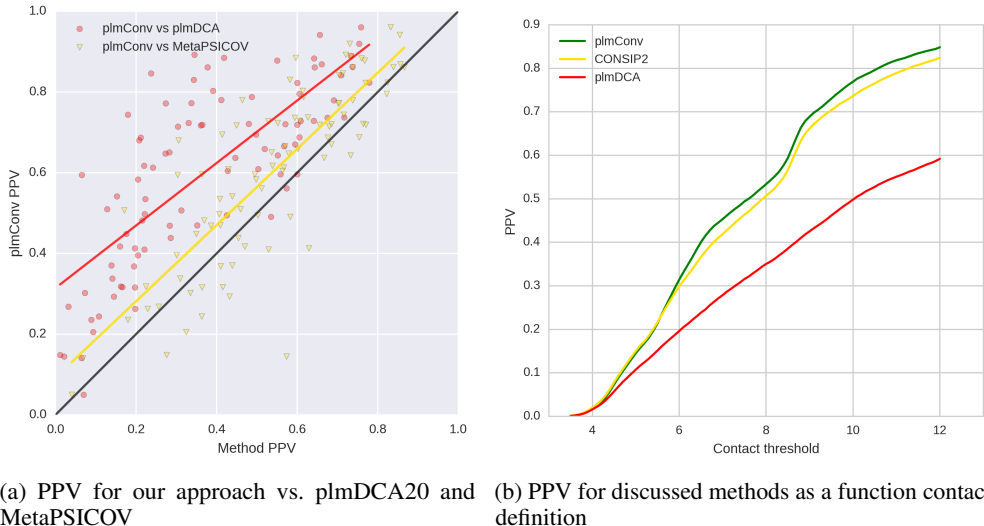 plmConv vs plmDCA
plmConv vs MetaPSICOV
plmConv PPV
1.0
0.8
0.6
0.4
0.2
0.0
0.0 0.2 0.4 0.6 0.8 1.0
Method PPV
plmConv
CONSIP2
plmDCA
PPV
0.9
0.8
0.7
0.6
0.5
0.4
0.3
0.2
0.1
0.0
4 6 8 10 12
Contact threshold
(a) PPV for our approach vs. plmDCA20 and
MetaPSICOV
(b) PPV for discussed methods as a function contac
definition